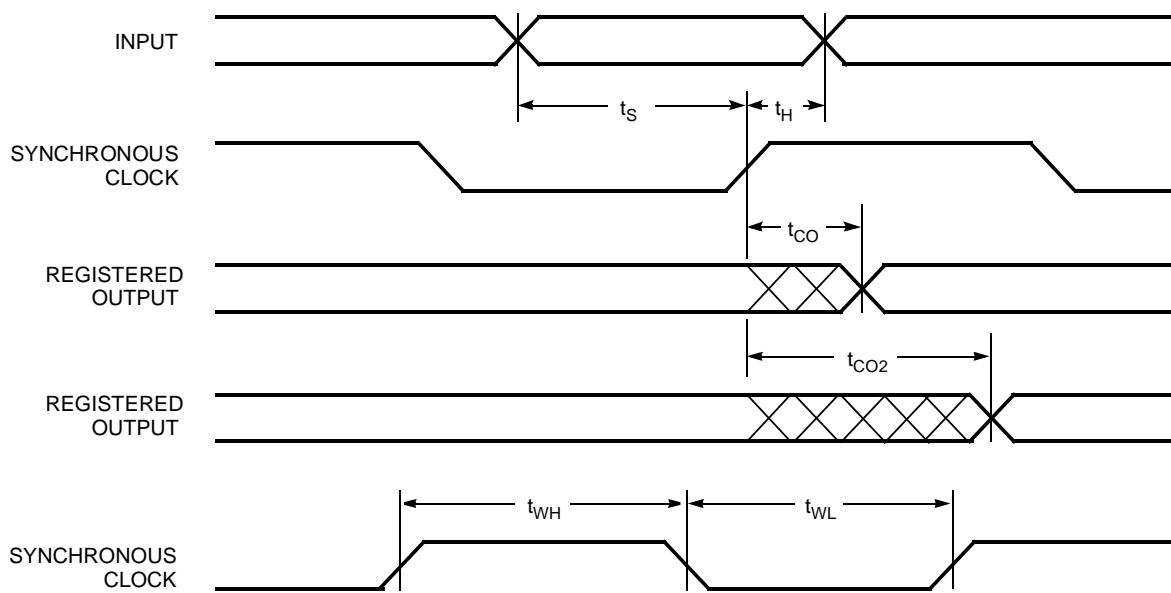 INPUT
tS
tH
SYNCHRONOUS
CLOCK
tCO
REGISTERED
OUTPUT
tCO2
REGISTERED
OUTPUT
tWH
tWL
SYNCHRONOUS
CLOCK